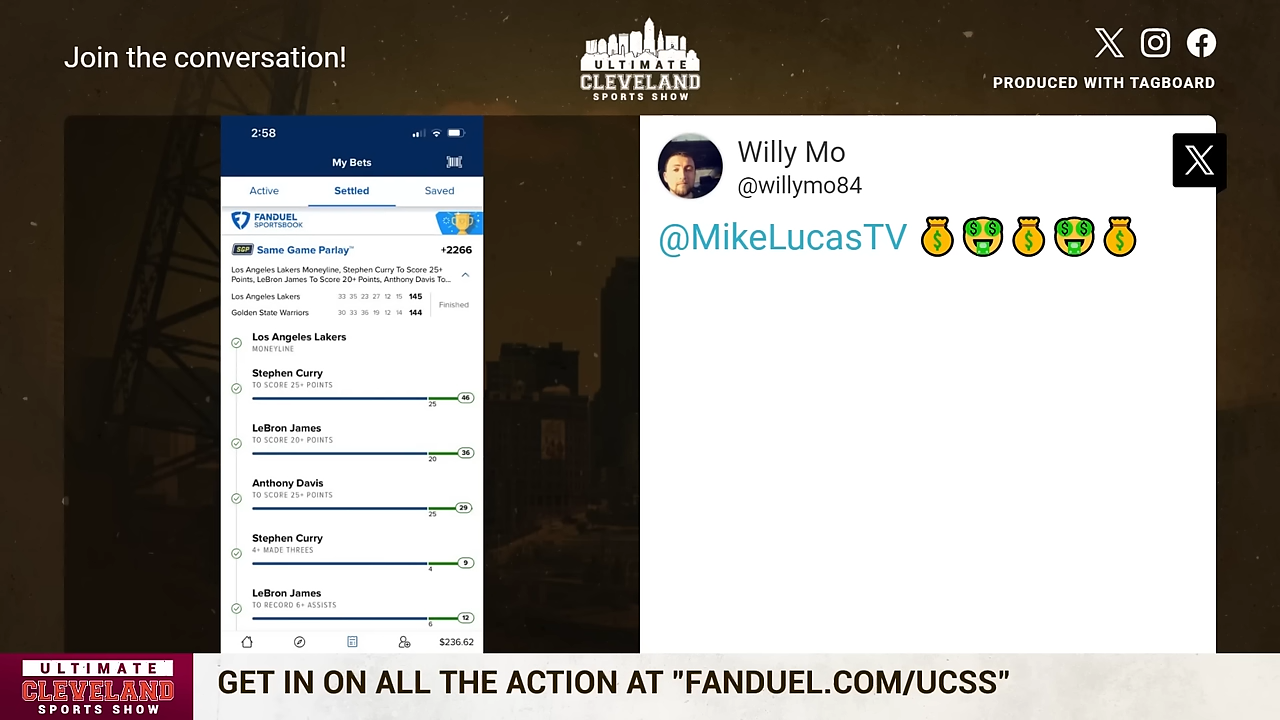 Join the conversation!
ULTIMATE
CLEVELAND
SPORTS SHOW
PRODUCED WITH TAGBOARD
2:58
My Bets
Active Settled Saved
FANDUEL
SPORTSBOOK
SGP Same Game Parlay™ +2266
Los Angeles Lakers Moneyline, Stephen Curry To Score 25+
Points, LeBron James To Score 20+ Points, Anthony Davis To...
Los Angeles Lakers 33 35 23 27 12 15 145
Finished
Golden State Warriors 30 33 36 19 12 14 144
Los Angeles Lakers
MONEYLINE
Stephen Curry
TO SCORE 25+ POINTS
46
25
LeBron James
TO SCORE 20+ POINTS
36
20
Anthony Davis
TO SCORE 25+ POINTS
29
25
Stephen Curry
4+ MADE THREES
9
4
LeBron James
TO RECORD 6+ ASSISTS
12
6
$236.62
Willy Mo
@willymo84
@MikeLucasTV 💰🤑💰🤑💰
ULTIMATE
CLEVELAND
SPORTS SHOW
GET IN ON ALL THE ACTION AT "FANDUEL.COM/UCSS"